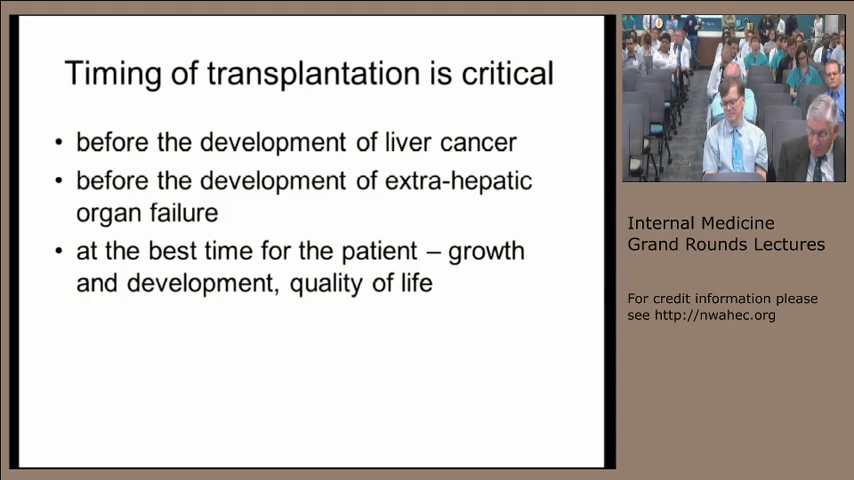 Timing of transplantation is critical
• before the development of liver cancer
• before the development of extra-hepatic
organ failure
• at the best time for the patient – growth
and development, quality of life
Internal Medicine
Grand Rounds Lectures
For credit information please
see http://nwahec.org